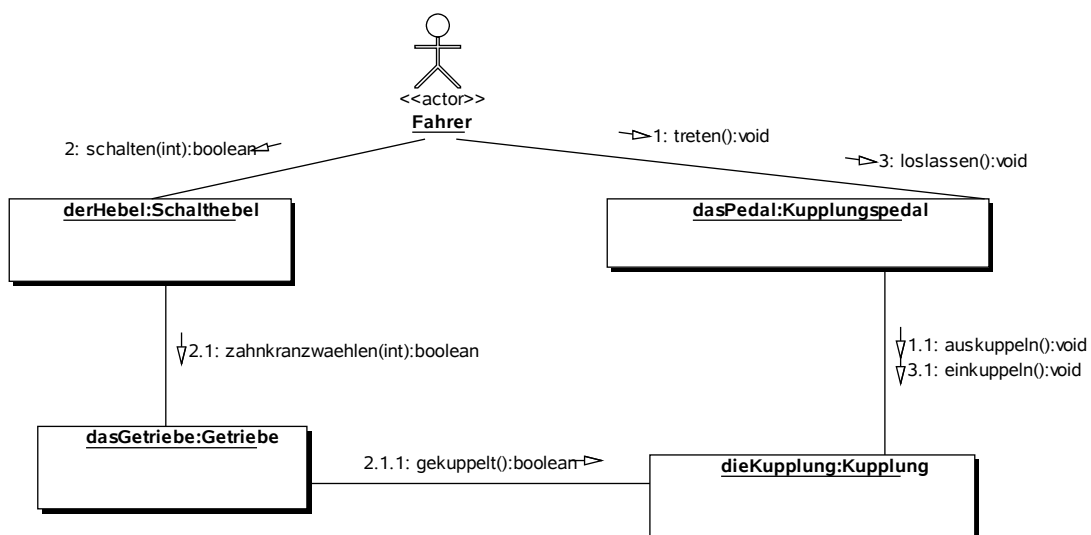 <<actor>>
Fahrer
2: schalten(int):boolean
1: treten():void
3: loslassen():void
derHebel:Schalthebel
dasPedal:Kupplungspedal
2.1: zahnkranzwaehlen(int):boolean
1.1: auskuppeln():void
3.1: einkuppeln():void
dasGetriebe:Getriebe
2.1.1: gekuppelt():boolean
dieKupplung:Kupplung